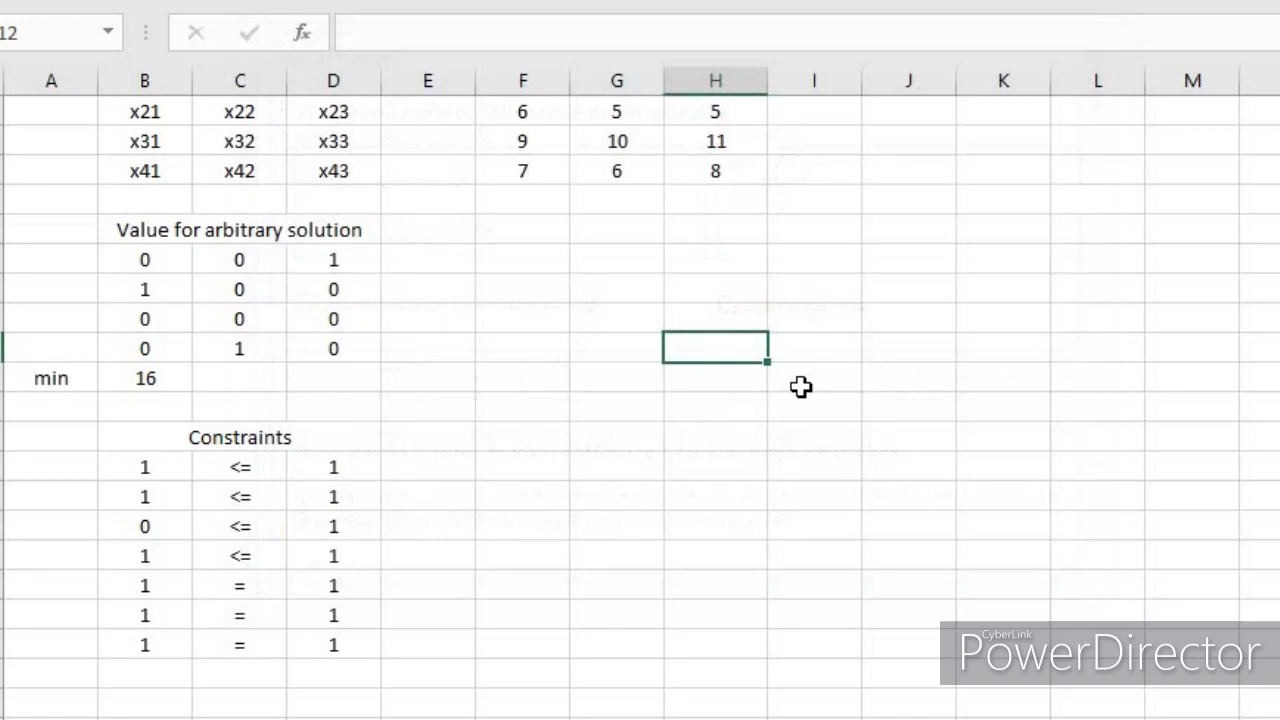 12 fx
A B C D E F G H I J K L M
x21 x22 x23 6 5 5
x31 x32 x33 9 10 11
x41 x42 x43 7 6 8
Value for arbitrary solution
0 0 1
1 0 0
0 0 0
0 1 0
min 16
Constraints
1 <= 1
1 <= 1
0 <= 1
1 <= 1
1 = 1
1 = 1
1 = 1
CyberLink
PowerDirector